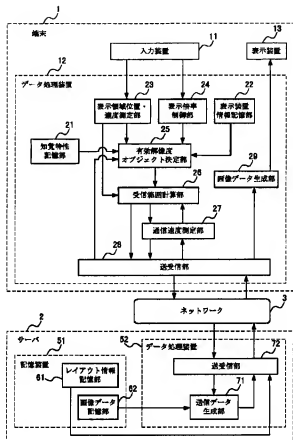 1
端末
11
入力装置
13
表示装置
12
データ処理装置
23
表示領域位置・
速度測定部
24
表示倍率
制御部
22
表示装置
情報記憶部
21
知覚特性
記憶部
25
有効解像度
オブジェクト決定部
29
画像データ生成部
26
受信範囲計算部
27
通信速度測定部
28
送受信部
ネットワーク
3
2
サーバ
51
記憶装置
52
データ処理装置
72
送受信部
61
レイアウト情報
記憶部
62
画像データ
記憶部
71
送信データ
生成部